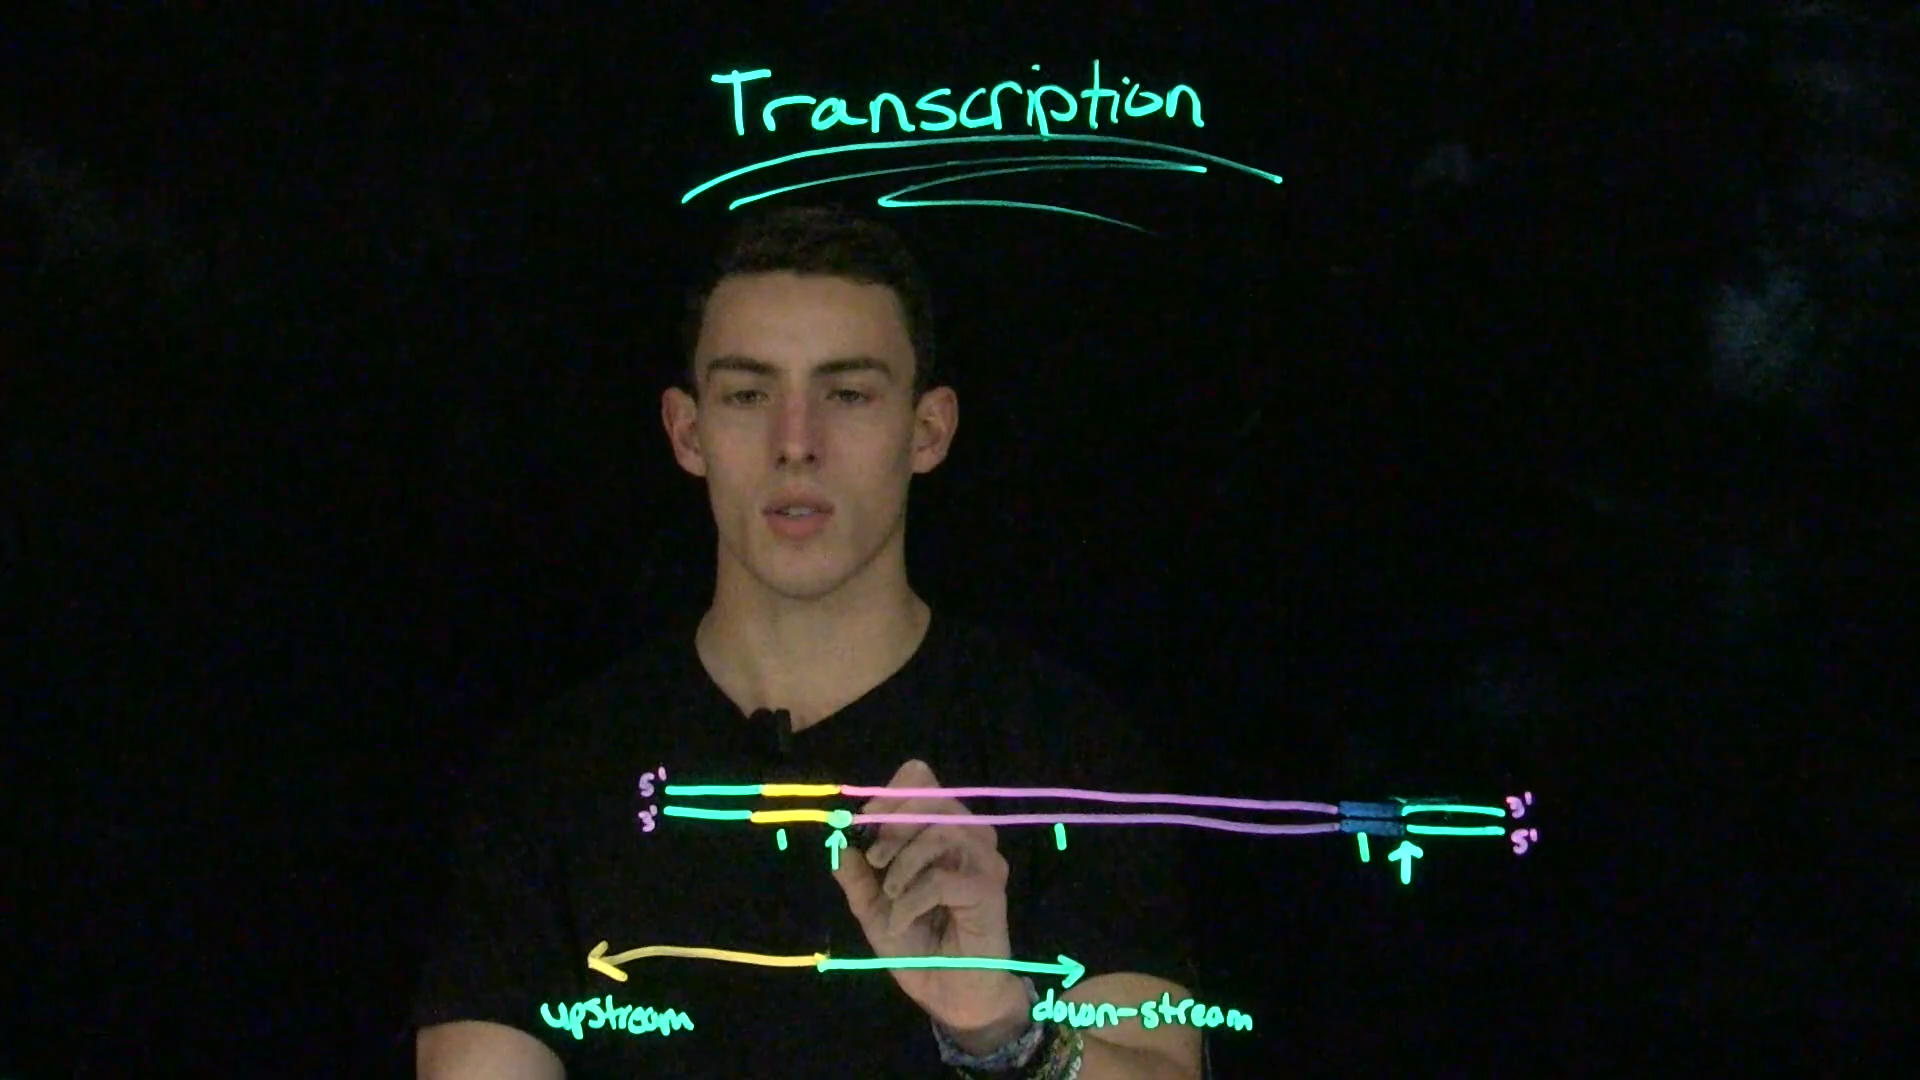 Transcription
5' 3'
3' 5'
upstream down-stream